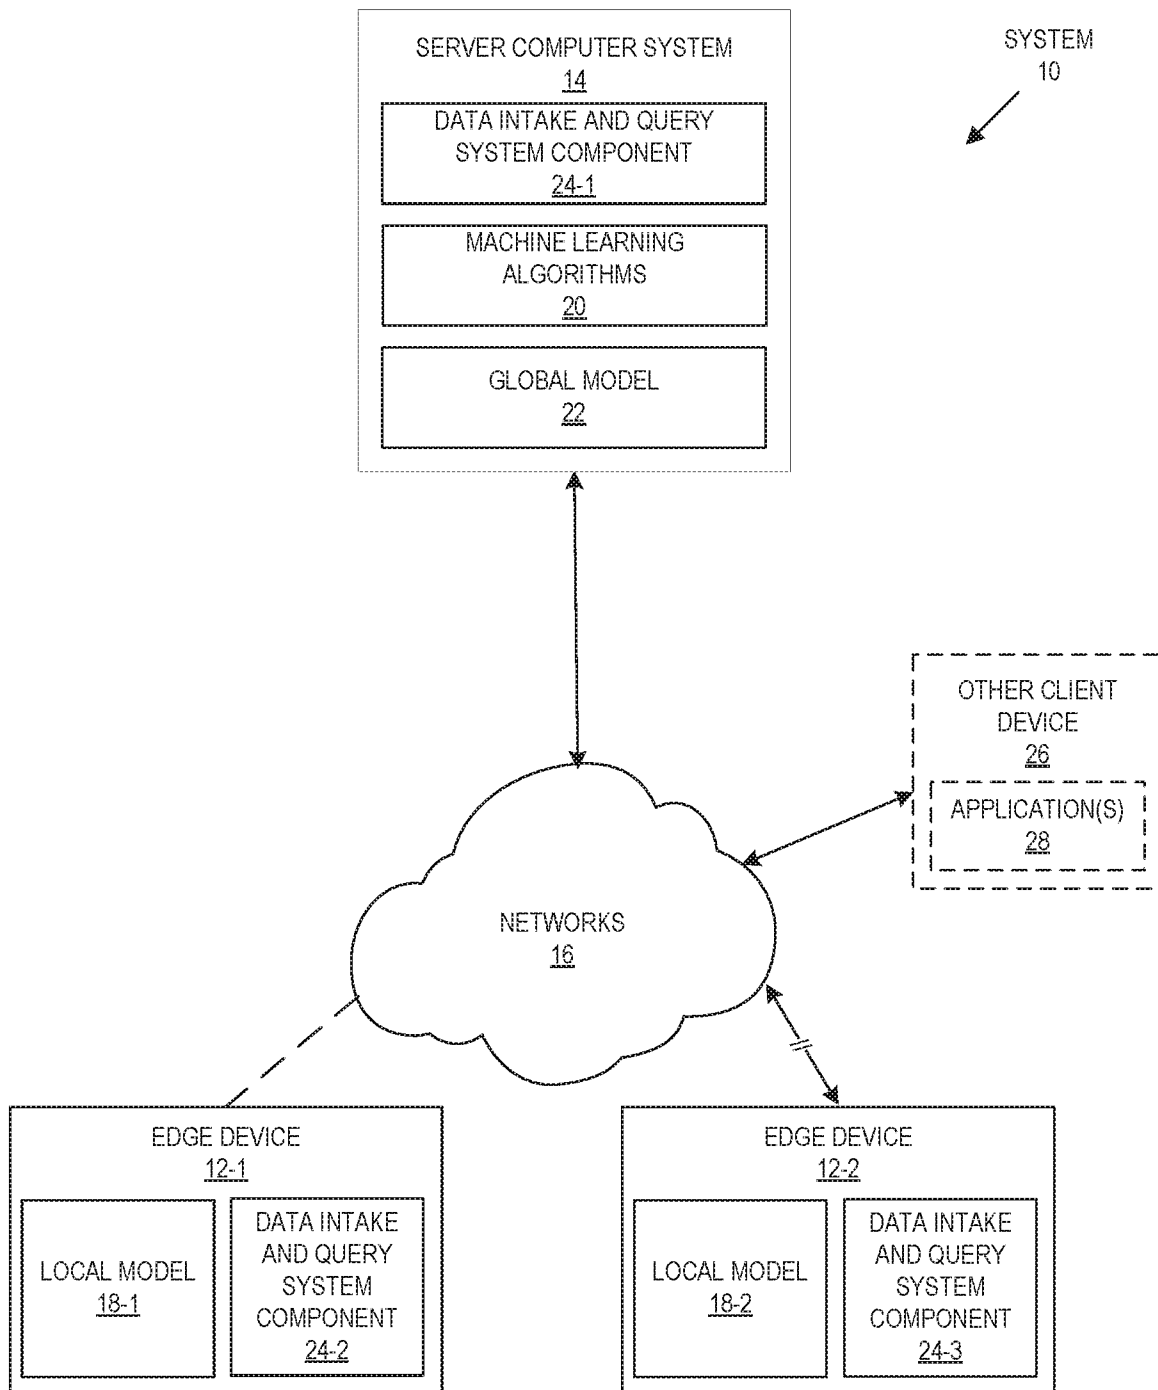 SERVER COMPUTER SYSTEM
14
DATA INTAKE AND QUERY
SYSTEM COMPONENT
24-1
MACHINE LEARNING
ALGORITHMS
20
GLOBAL MODEL
22
SYSTEM
10
OTHER CLIENT
DEVICE
26
APPLICATION(S)
28
NETWORKS
16
EDGE DEVICE
12-1
LOCAL MODEL
18-1
DATA INTAKE
AND QUERY
SYSTEM
COMPONENT
24-2
EDGE DEVICE
12-2
LOCAL MODEL
18-2
DATA INTAKE
AND QUERY
SYSTEM
COMPONENT
24-3